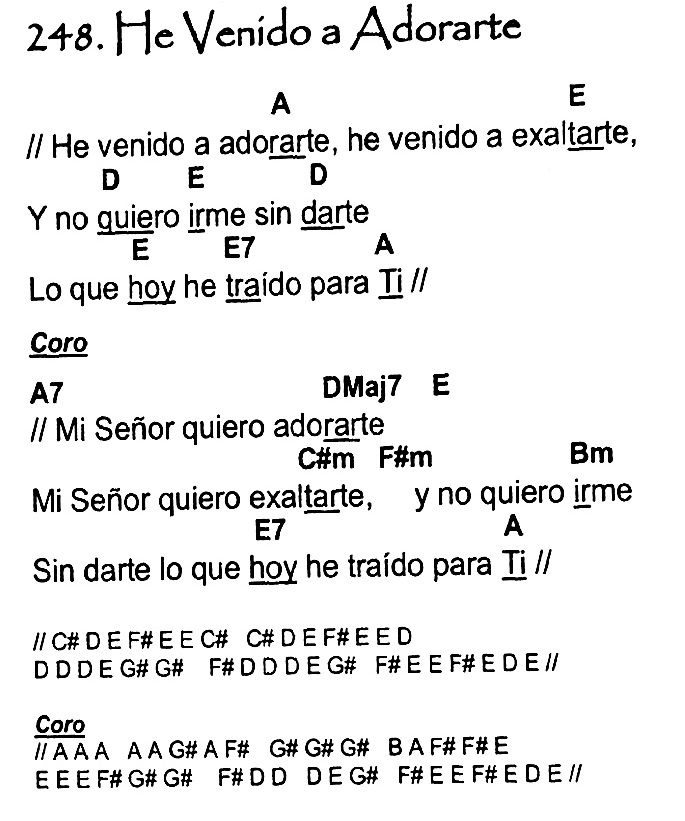 248. He Venido a Adorarte
A E
// He venido a adorarte, he venido a exaltarte,
D E D
Y no quiero irme sin darte
E E7 A
Lo que hoy he traído para Ti //
Coro
A7 DMaj7 E
// Mi Señor quiero adorarte
C#m F#m Bm
Mi Señor quiero exaltarte, y no quiero irme
E7 A
Sin darte lo que hoy he traído para Ti //
// C# D E F# E E C# C# D E F# E E D
D D D E G# G# F# D D D E G# F# E E F# E D E //
Coro
// A A A A A G# A F# G# G# G# B A F# F# E
E E E F# G# G# F# D D D E G# F# E E F# E D E //